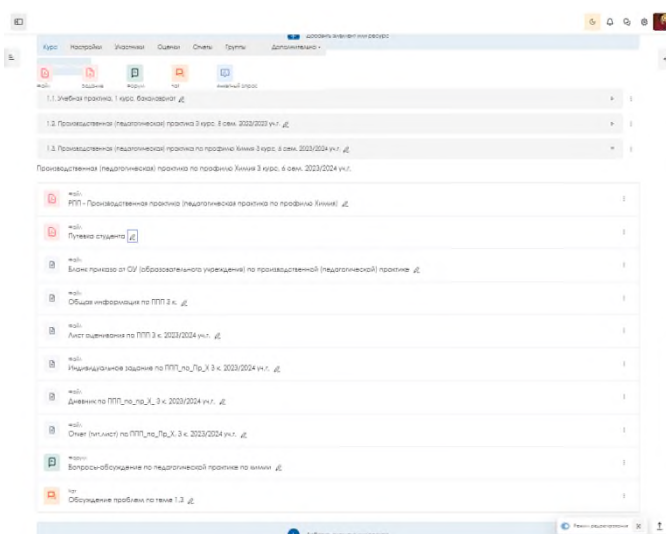 Добавить элемент или ресурс
Курс Настройки Участники Оценки Отчеты Группы Дополнительно
Файл Задание Форум Чат Анкетный опрос
1.1. Учебная практика, 1 курс, бакалавриат
1.2. Производственная (педагогическая) практика 3 курс, 5 сем. 2022/2023 уч.г.
1.3. Производственная (педагогическая) практика по профилю Химия 3 курс, 6 сем. 2023/2024 уч.г.
Производственная (педагогическая) практика по профилю Химия 3 курс, 6 сем. 2023/2024 уч.г.
Файл
РПП - Производственная практика (педагогическая практика по профилю Химия)
Файл
Путевка студента
Файл
Бланк приказа от ОУ (образовательного учреждения) по производственной (педагогической) практике
Файл
Общая информация по ППП 3 к.
Файл
Лист оценивания по ППП 3 к. 2023/2024 уч.г.
Файл
Индивидуальное задание по ППП_по_Пр_Х 3 к. 2023/2024 уч.г.
Файл
Дневник по ППП_по_пр_Х_ 3 к. 2023/2024 уч.г.
Файл
Отчет (тит.лист) по ППП_по_Пр_Х. 3 к. 2023/2024 уч.г.
Форум
Вопросы-обсуждение по педагогической практике по химии
Чат
Обсуждение проблем по теме 1.3
Режим редактирования